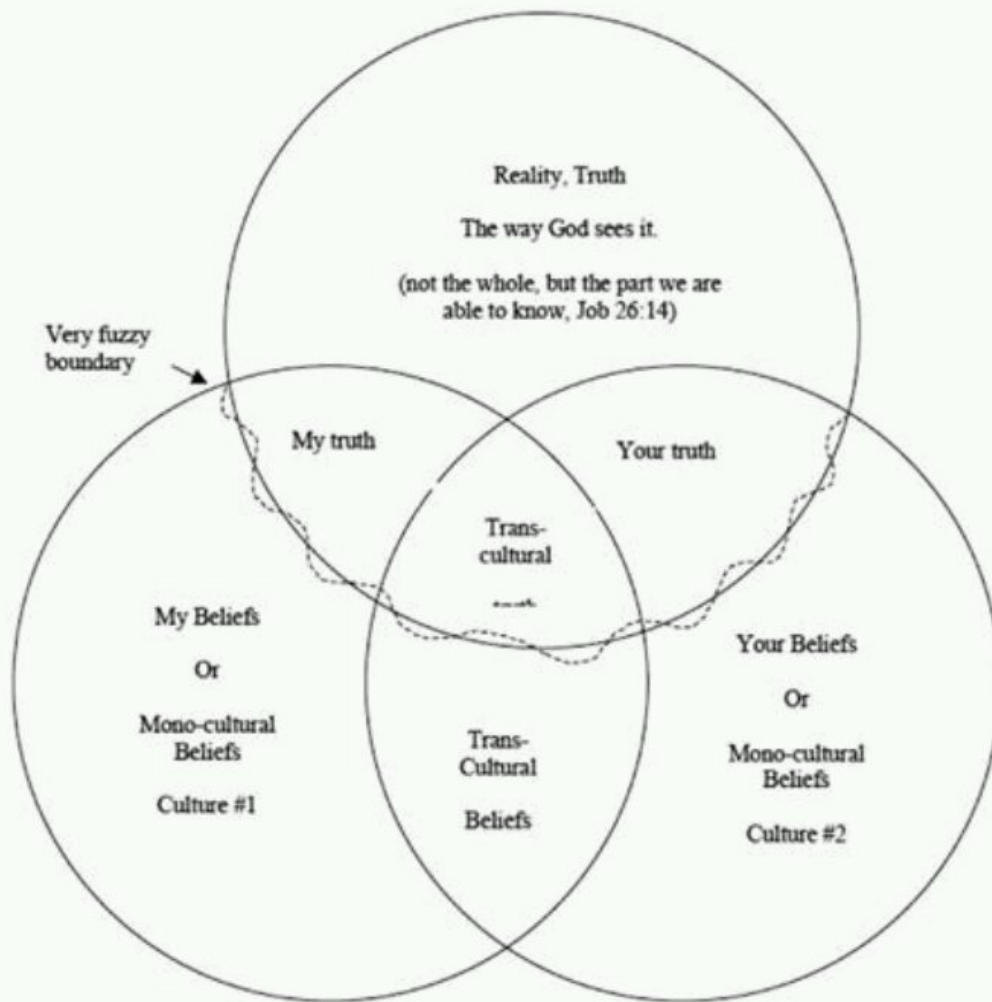 Reality, Truth
The way God sees it.
(not the whole, but the part we are
able to know, Job 26:14)
Very fuzzy
boundary
My truth
Your truth
Trans-
cultural
My Beliefs
Or
Mono-cultural
Beliefs
Culture #1
Trans-
Cultural
Beliefs
Your Beliefs
Or
Mono-cultural
Beliefs
Culture #2